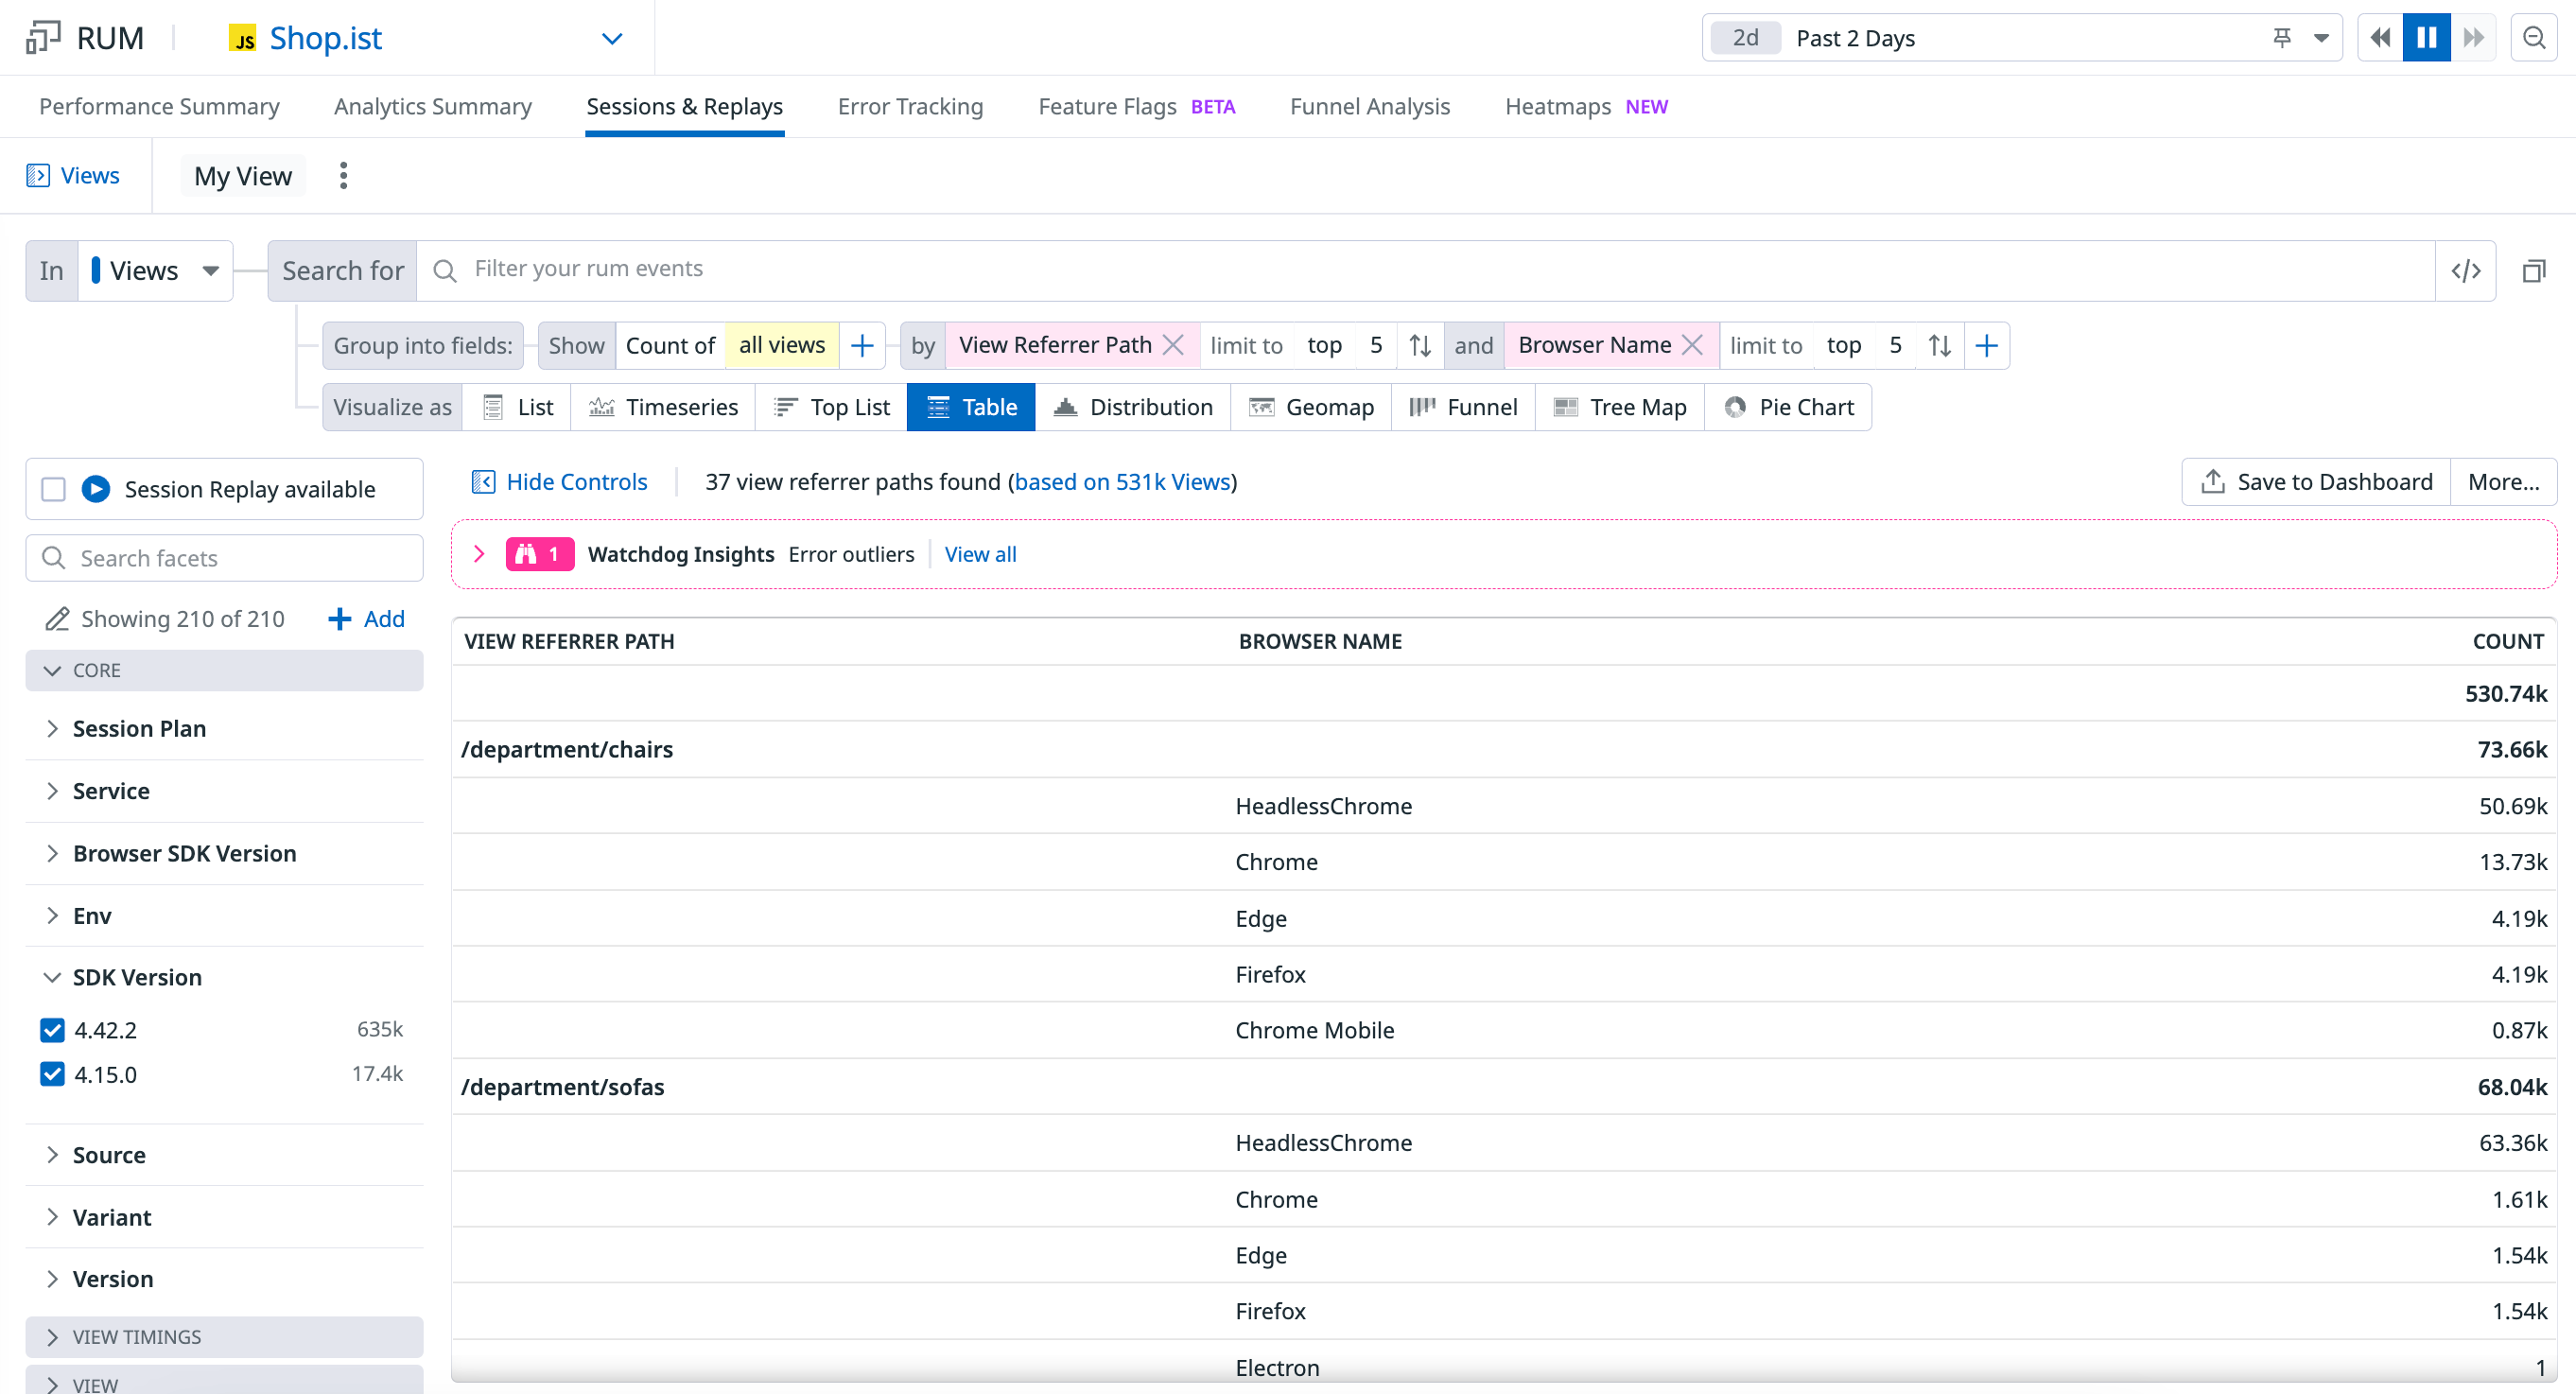 RUM JS Shop.ist 2d Past 2 Days
Performance Summary Analytics Summary Sessions & Replays Error Tracking Feature Flags BETA Funnel Analysis Heatmaps NEW
Views My View
In Views Search for Filter your rum events </>
Group into fields: Show Count of all views + by View Referrer Path limit to top 5 and Browser Name limit to top 5 +
Visualize as List Timeseries Top List Table Distribution Geomap Funnel Tree Map Pie Chart
Session Replay available
Hide Controls 37 view referrer paths found (based on 531k Views) Save to Dashboard More...
Search facets
1 Watchdog Insights Error outliers View all
Showing 210 of 210 + Add
CORE
Session Plan
Service
Browser SDK Version
Env
SDK Version
4.42.2 635k
4.15.0 17.4k
Source
Variant
Version
VIEW TIMINGS
VIEW
VIEW REFERRER PATH BROWSER NAME COUNT
530.74k
/department/chairs 73.66k
HeadlessChrome 50.69k
Chrome 13.73k
Edge 4.19k
Firefox 4.19k
Chrome Mobile 0.87k
/department/sofas 68.04k
HeadlessChrome 63.36k
Chrome 1.61k
Edge 1.54k
Firefox 1.54k
Electron 1